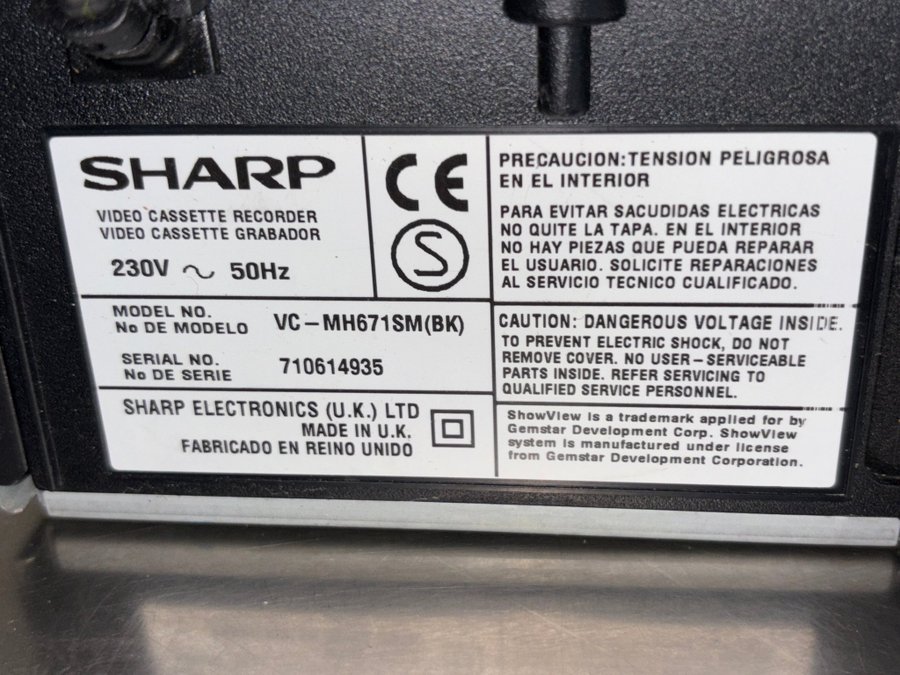 SHARP
VIDEO CASSETTE RECORDER
VIDEO CASSETTE GRABADOR
230V ~ 50Hz
CE
S
MODEL NO.
No DE MODELO
VC-MH671SM(BK)
SERIAL NO.
No DE SERIE
710614935
SHARP ELECTRONICS (U.K.) LTD
MADE IN U.K.
FABRICADO EN REINO UNIDO
PRECAUCION:TENSION PELIGROSA
EN EL INTERIOR
PARA EVITAR SACUDIDAS ELECTRICAS
NO QUITE LA TAPA. EN EL INTERIOR
NO HAY PIEZAS QUE PUEDA REPARAR
EL USUARIO. SOLICITE REPARACIONES
AL SERVICIO TECNICO CUALIFICADO.
CAUTION: DANGEROUS VOLTAGE INSIDE.
TO PREVENT ELECTRIC SHOCK, DO NOT
REMOVE COVER. NO USER-SERVICEABLE
PARTS INSIDE. REFER SERVICING TO
QUALIFIED SERVICE PERSONNEL.
ShowView is a trademark applied for by
Gemstar Development Corp. ShowView
system is manufactured under license
from Gemstar Development Corporation.